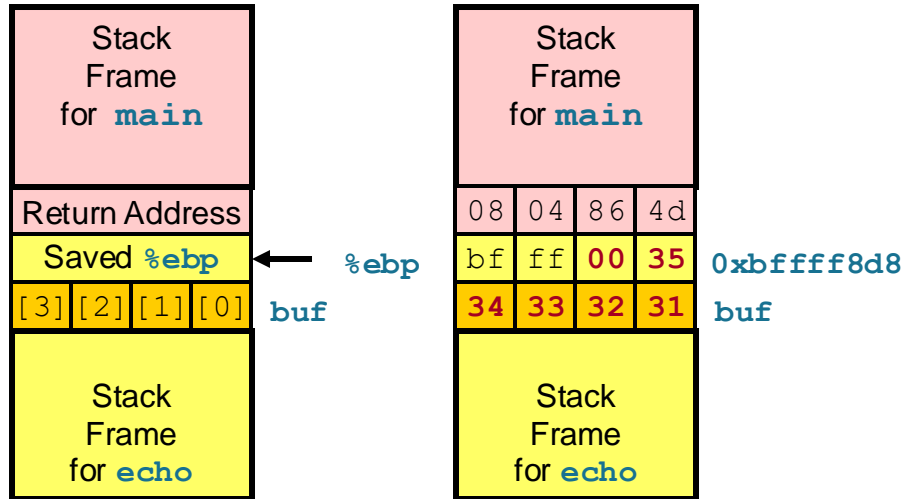 Stack
Frame
for main
Return Address
Saved %ebp
%ebp
[3] [2] [1] [0] buf
Stack
Frame
for echo
Stack
Frame
for main
08 04 86 4d
bf ff 00 35 0xbffff8d8
34 33 32 31 buf
Stack
Frame
for echo